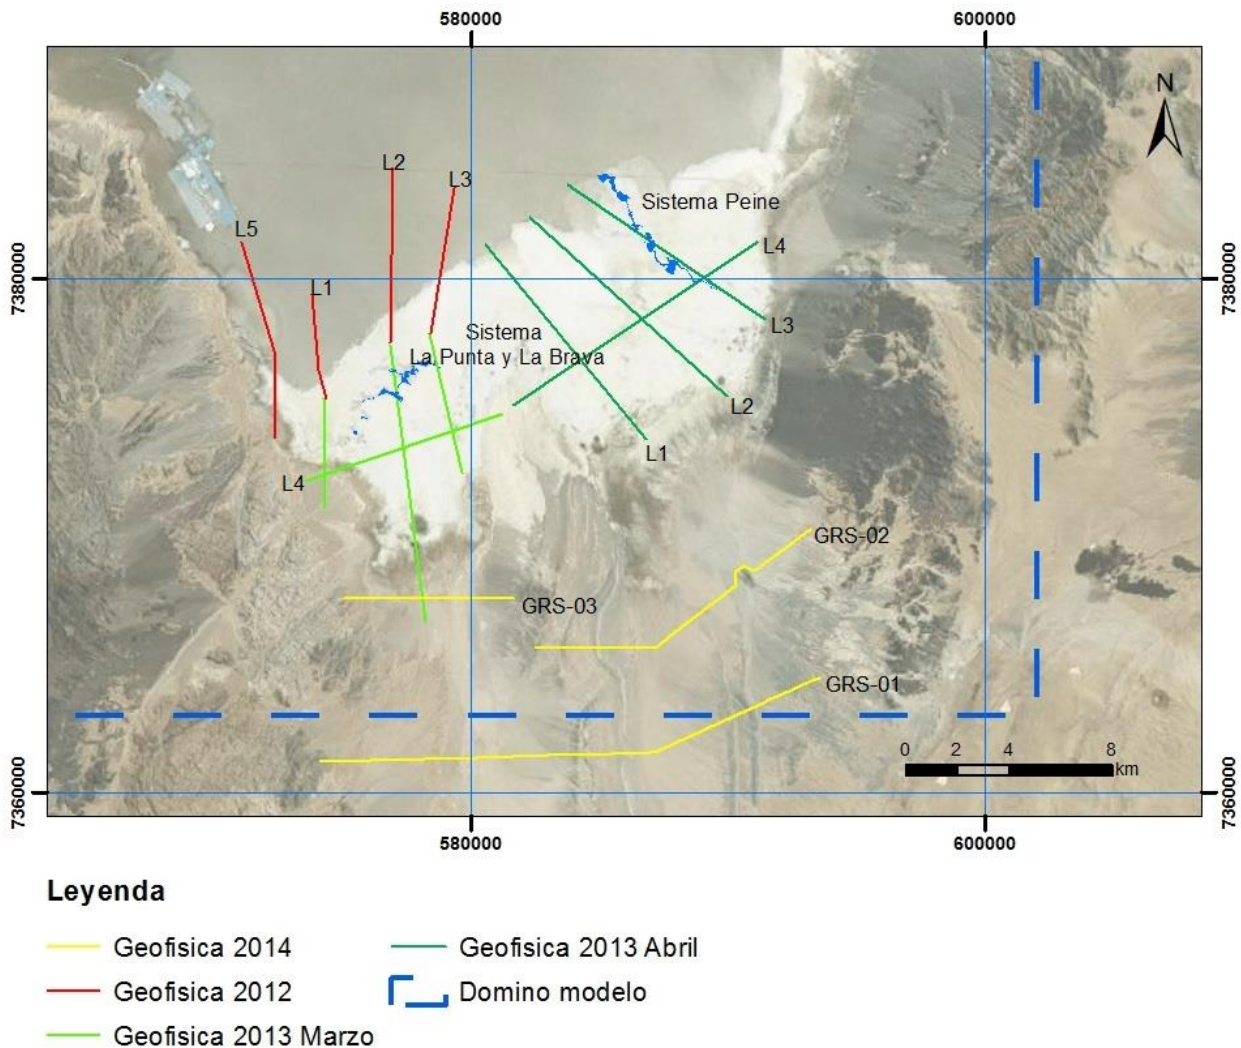 580000
600000
N
L2
L3
Sistema Peine
L5
L4
7380000
7380000
L1
L3
Sistema
La Punta y La Brava
L2
L1
L4
GRS-02
GRS-03
GRS-01
0 2 4 8
km
7360000
7360000
580000
600000
Leyenda
Geofisica 2014
Geofisica 2013 Abril
Geofisica 2012
Domino modelo
Geofisica 2013 Marzo